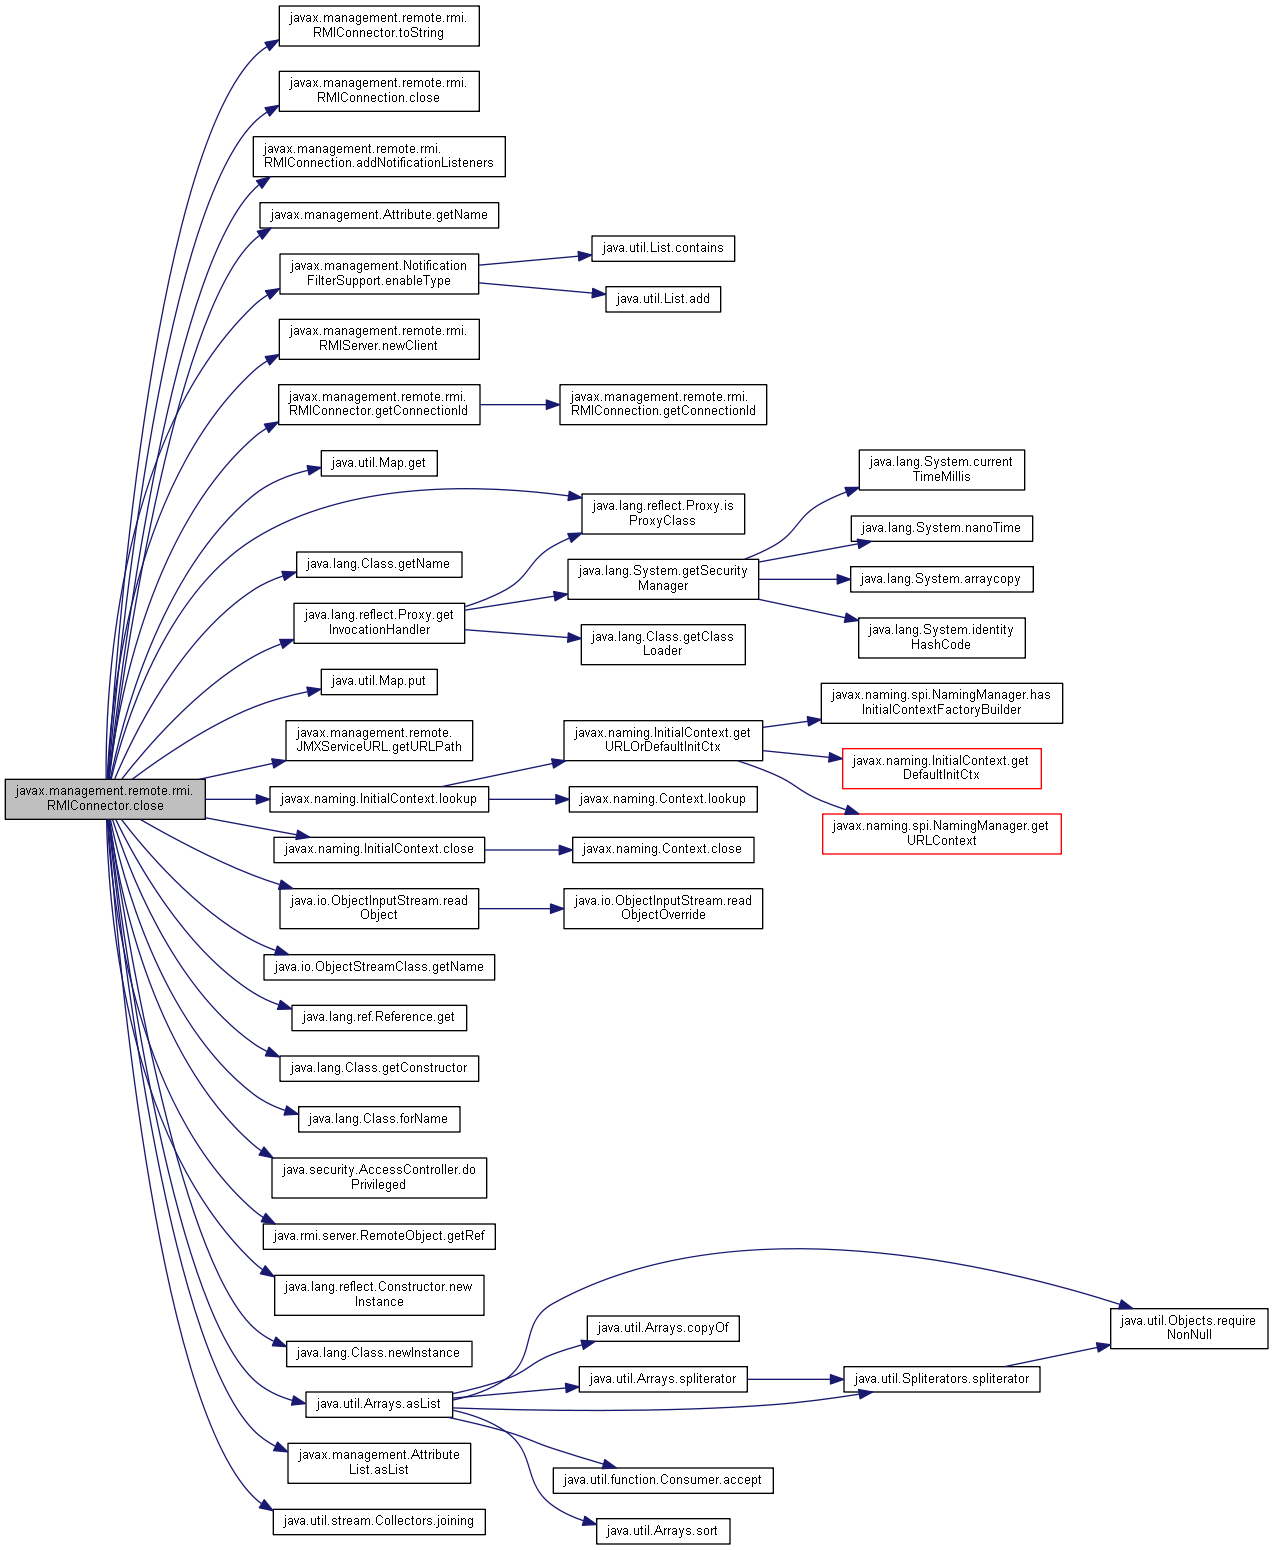 javax.management.remote.rmi.
RMIConnector.toString
javax.management.remote.rmi.
RMIConnection.close
javax.management.remote.rmi.
RMIConnection.addNotificationListeners
javax.management.Attribute.getName
javax.management.Notification
FilterSupport.enableType
java.util.List.contains
java.util.List.add
javax.management.remote.rmi.
RMIServer.newClient
javax.management.remote.rmi.
RMIConnector.getConnectionId
javax.management.remote.rmi.
RMIConnection.getConnectionId
java.util.Map.get
java.lang.reflect.Proxy.is
ProxyClass
java.lang.System.current
TimeMillis
java.lang.System.nanoTime
java.lang.Class.getName
java.lang.System.getSecurity
Manager
java.lang.System.arraycopy
java.lang.reflect.Proxy.get
InvocationHandler
java.lang.Class.getClass
Loader
java.lang.System.identity
HashCode
java.util.Map.put
javax.naming.spi.NamingManager.has
InitialContextFactoryBuilder
javax.management.remote.
JMXServiceURL.getURLPath
javax.naming.InitialContext.get
URLOrDefaultInitCtx
javax.naming.InitialContext.get
DefaultInitCtx
javax.management.remote.rmi.
RMIConnector.close
javax.naming.InitialContext.lookup
javax.naming.Context.lookup
javax.naming.spi.NamingManager.get
URLContext
javax.naming.InitialContext.close
javax.naming.Context.close
java.io.ObjectInputStream.read
Object
java.io.ObjectInputStream.read
ObjectOverride
java.io.ObjectStreamClass.getName
java.lang.ref.Reference.get
java.lang.Class.getConstructor
java.lang.Class.forName
java.security.AccessController.do
Privileged
java.rmi.server.RemoteObject.getRef
java.lang.reflect.Constructor.new
Instance
java.util.Objects.require
NonNull
java.util.Arrays.copyOf
java.lang.Class.newInstance
java.util.Arrays.spliterator
java.util.Spliterators.spliterator
java.util.Arrays.asList
javax.management.Attribute
List.asList
java.util.function.Consumer.accept
java.util.stream.Collectors.joining
java.util.Arrays.sort